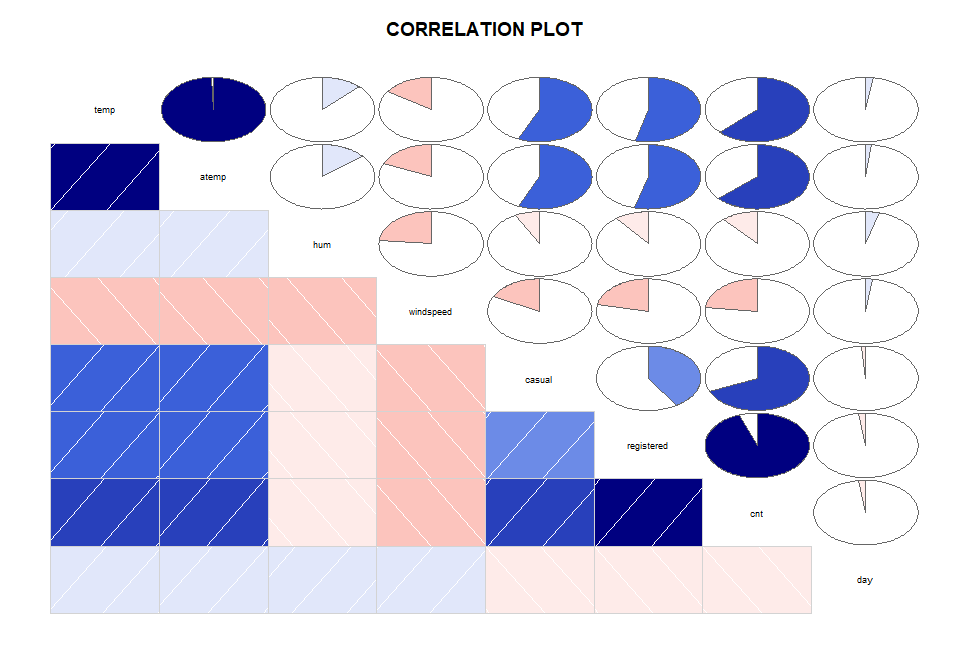 CORRELATION PLOT
temp
atemp
hum
windspeed
casual
registered
cnt
day